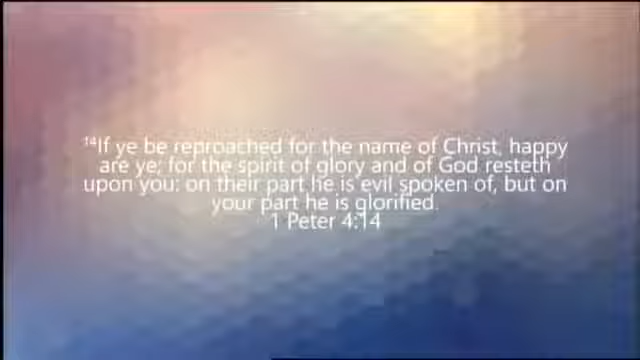 ¹⁴If ye be reproached for the name of Christ, happy
are ye; for the spirit of glory and of God resteth
upon you: on their part he is evil spoken of, but on
your part he is glorified.
1 Peter 4:14